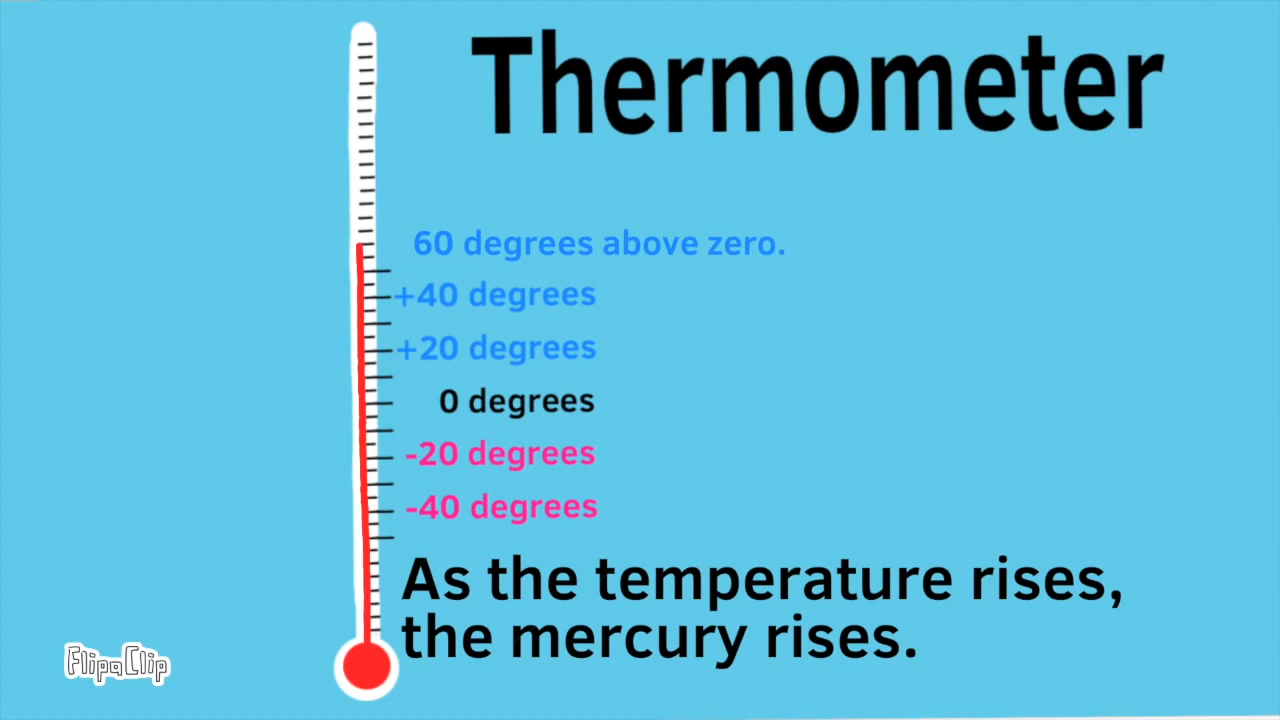 Thermometer
60 degrees above zero.
+40 degrees
+20 degrees
0 degrees
-20 degrees
-40 degrees
As the temperature rises,
the mercury rises.
FlipaClip